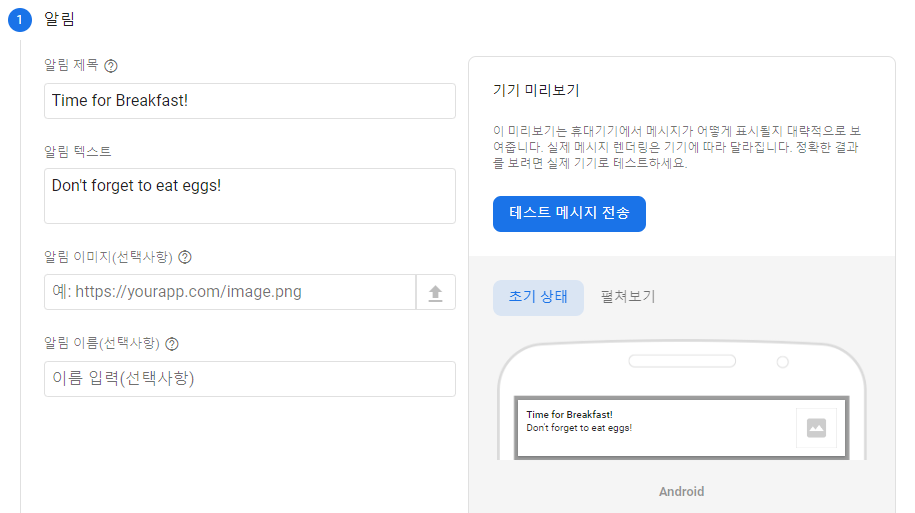 1 알림
알림 제목
Time for Breakfast!
알림 텍스트
Don't forget to eat eggs!
알림 이미지(선택사항)
예: https://yourapp.com/image.png
알림 이름(선택사항)
이름 입력(선택사항)
기기 미리보기
이 미리보기는 휴대기기에서 메시지가 어떻게 표시될지 대략적으로 보
여줍니다. 실제 메시지 렌더링은 기기에 따라 달라집니다. 정확한 결과
를 보려면 실제 기기로 테스트하세요.
테스트 메시지 전송
초기 상태 펼쳐보기
Time for Breakfast!
Don't forget to eat eggs!
Android